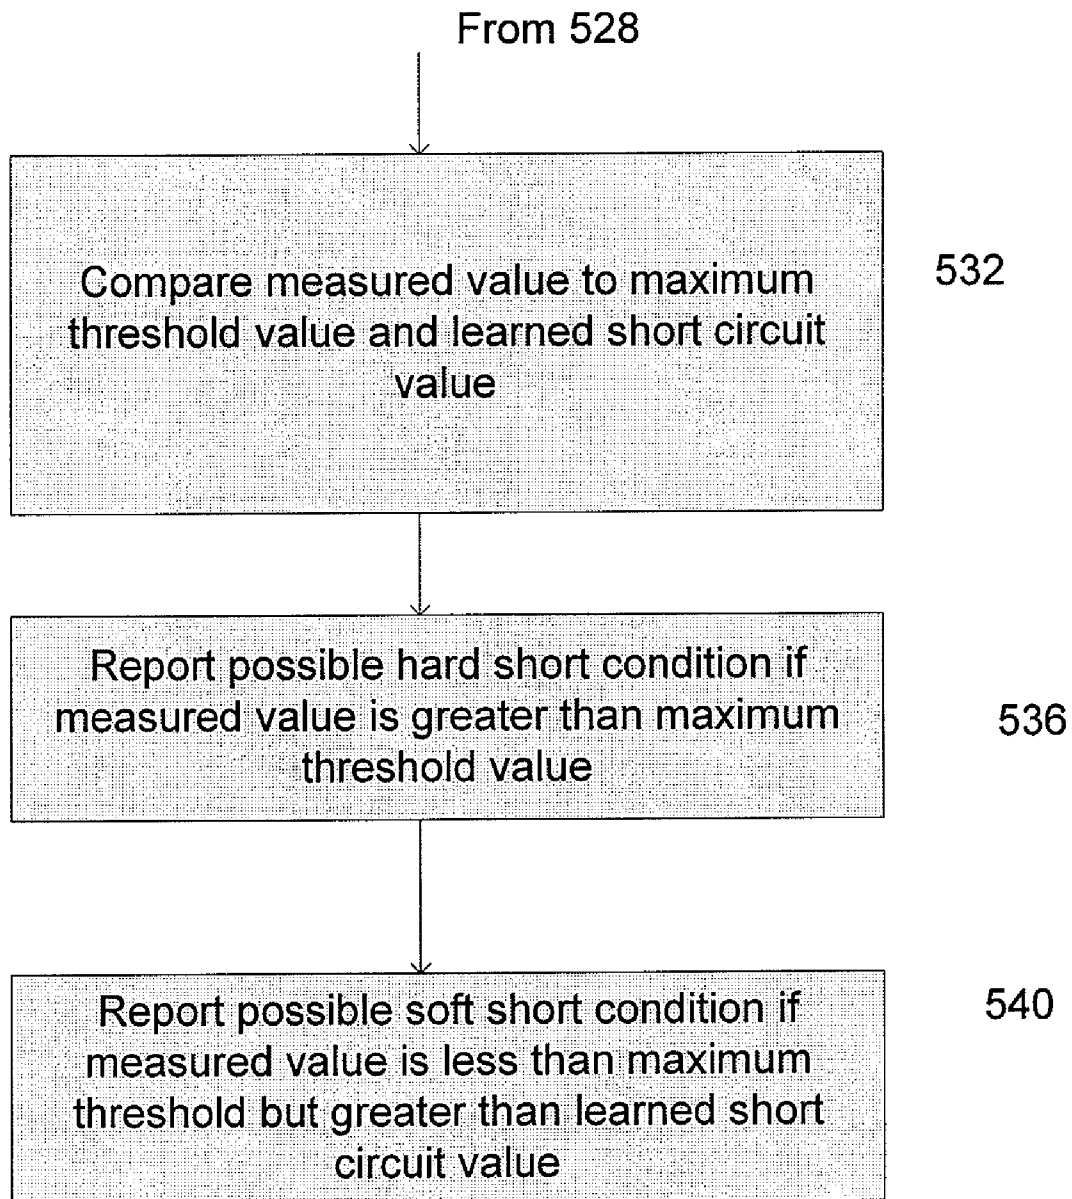 From 528
Compare measured value to maximum
threshold value and learned short circuit
value
532
Report possible hard short condition if
measured value is greater than maximum
threshold value
536
Report possible soft short condition if
measured value is less than maximum
threshold but greater than learned short
circuit value
540